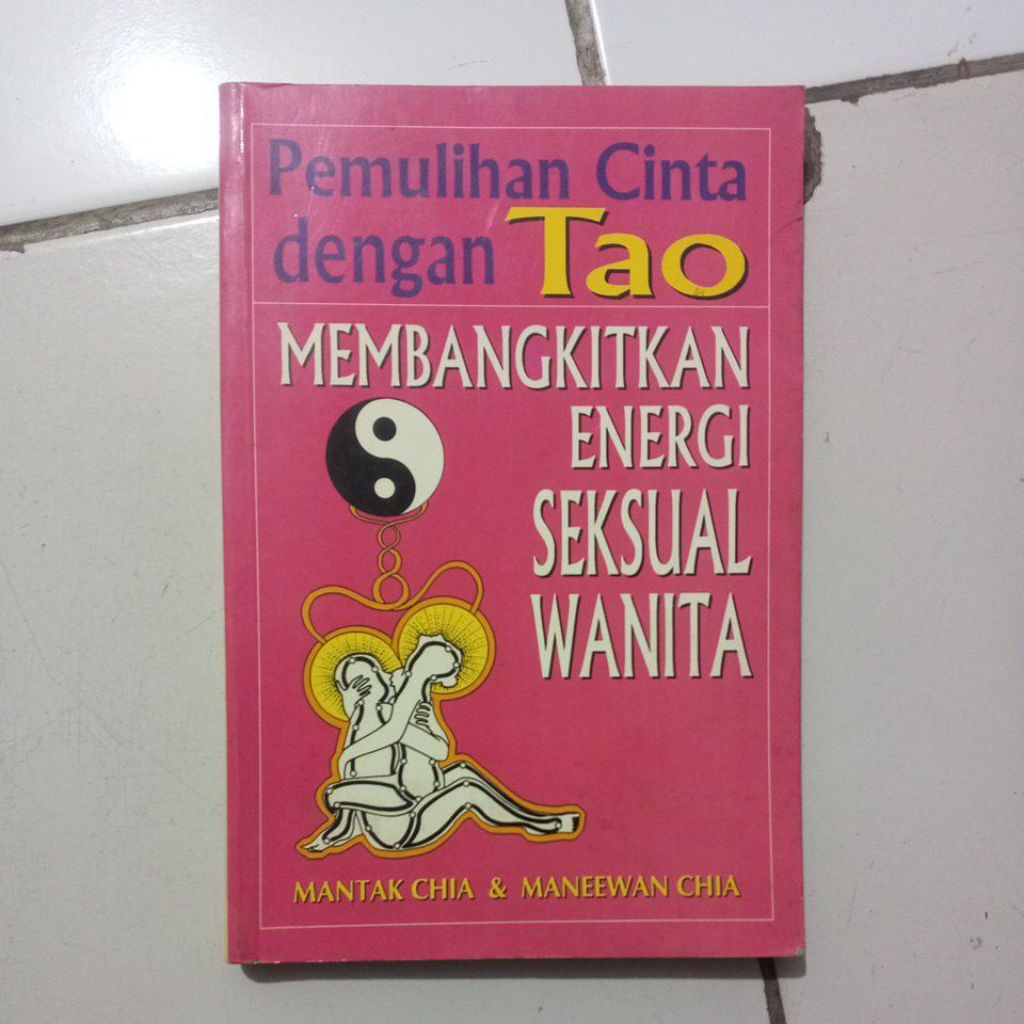 Pemulihan Cinta
dengan Tao
MEMBANGKITKAN
ENERGI
SEKSUAL
WANITA
MANTAK CHIA & MANEEWAN CHIA